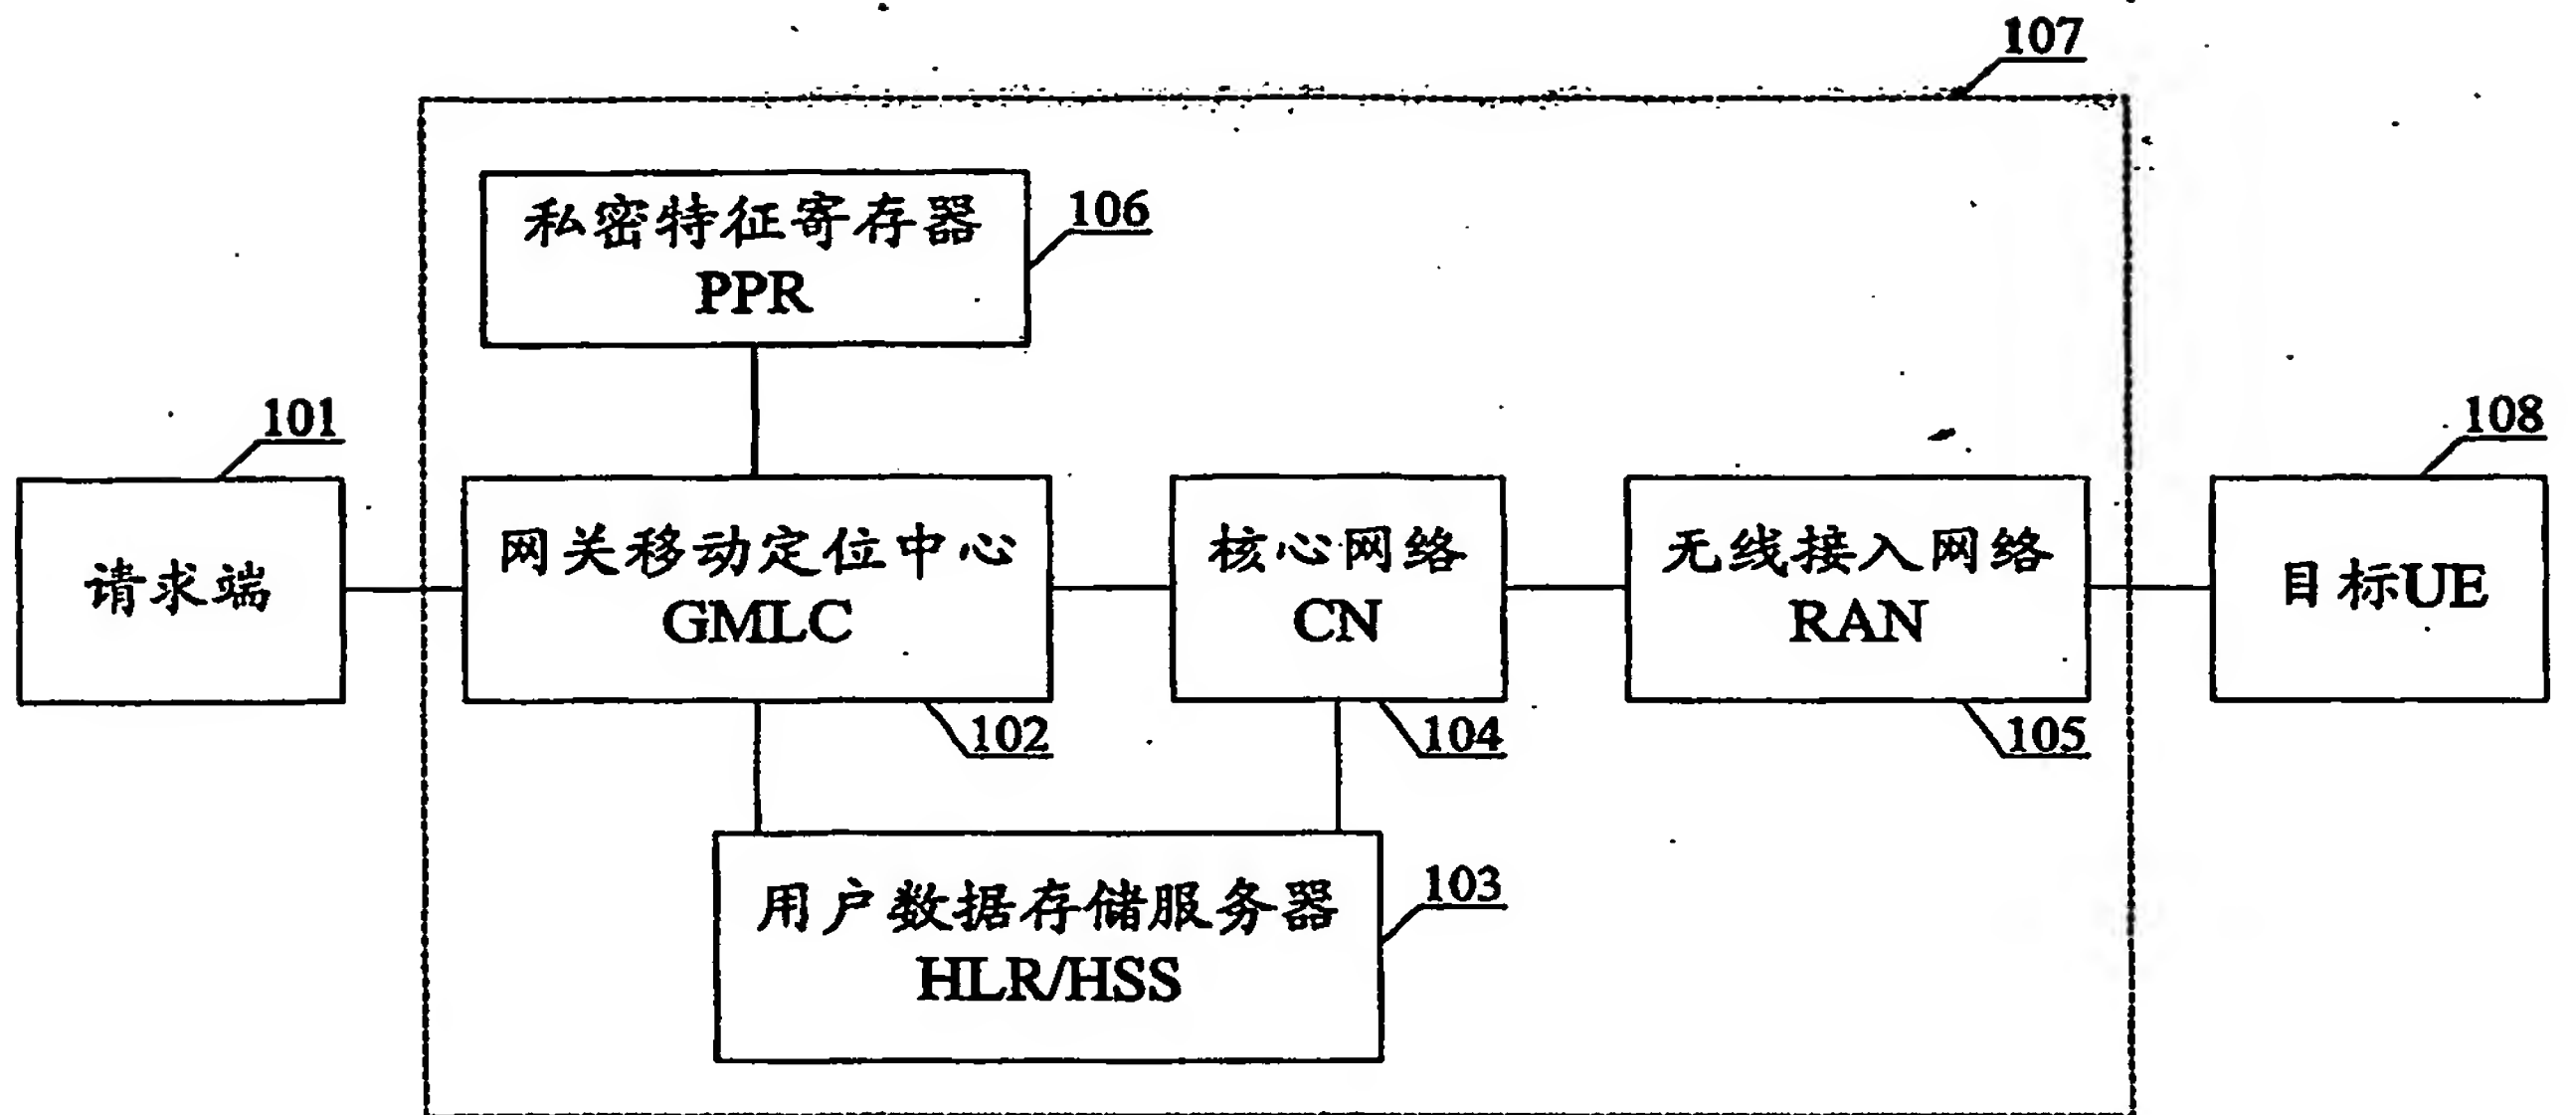 107
私密特征寄存器
PPR
106
101
108
请求端
网关移动定位中心
GMLC
核心网络
CN
无线接入网络
RAN
目标UE
102
104
105
用户数据存储服务器
HLR/HSS
103